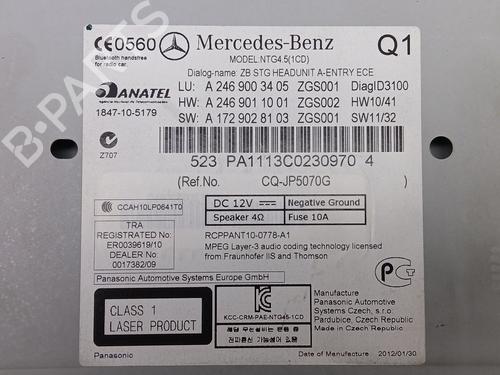 CE0560 Mercedes-Benz Q1
Bluetooth handsfree
for radio car.
MODEL:NTG4.5(1CD)
Dialog-name: ZB STG HEADUNIT A-ENTRY ECE
LU: A 246 900 34 05 ZGS001 DiagID3100
ANATEL
HW: A 246 901 10 01 ZGS002 HW10/41
1847-10-5179
SW: A 172 902 81 03 ZGS001 SW11/32
Z707
523 PA1113C0230970 4
(Ref.No. CQ-JP5070G )
CCAH10LP0641T0
DC 12V Negative Ground
Speaker 4Ω Fuse 10A
TRA
REGISTERED No:
ER0039619/10
DEALER No:
0017382/09
RCPPANT10-0778-A1
MPEG Layer-3 audio coding technology licensed
from Fraunhofer IIS and Thomson
Panasonic Automotive Systems Europe GmbH
CLASS 1
LASER PRODUCT
KCC-CRM-PAE-NTG45-1CD
Manufacture
Panasonic Automotive
Systems Czech, s.r.o.
Pardubice, Czech Republic
Made in Czech Republic
Panasonic
Date of Manufacture 2012/01/30